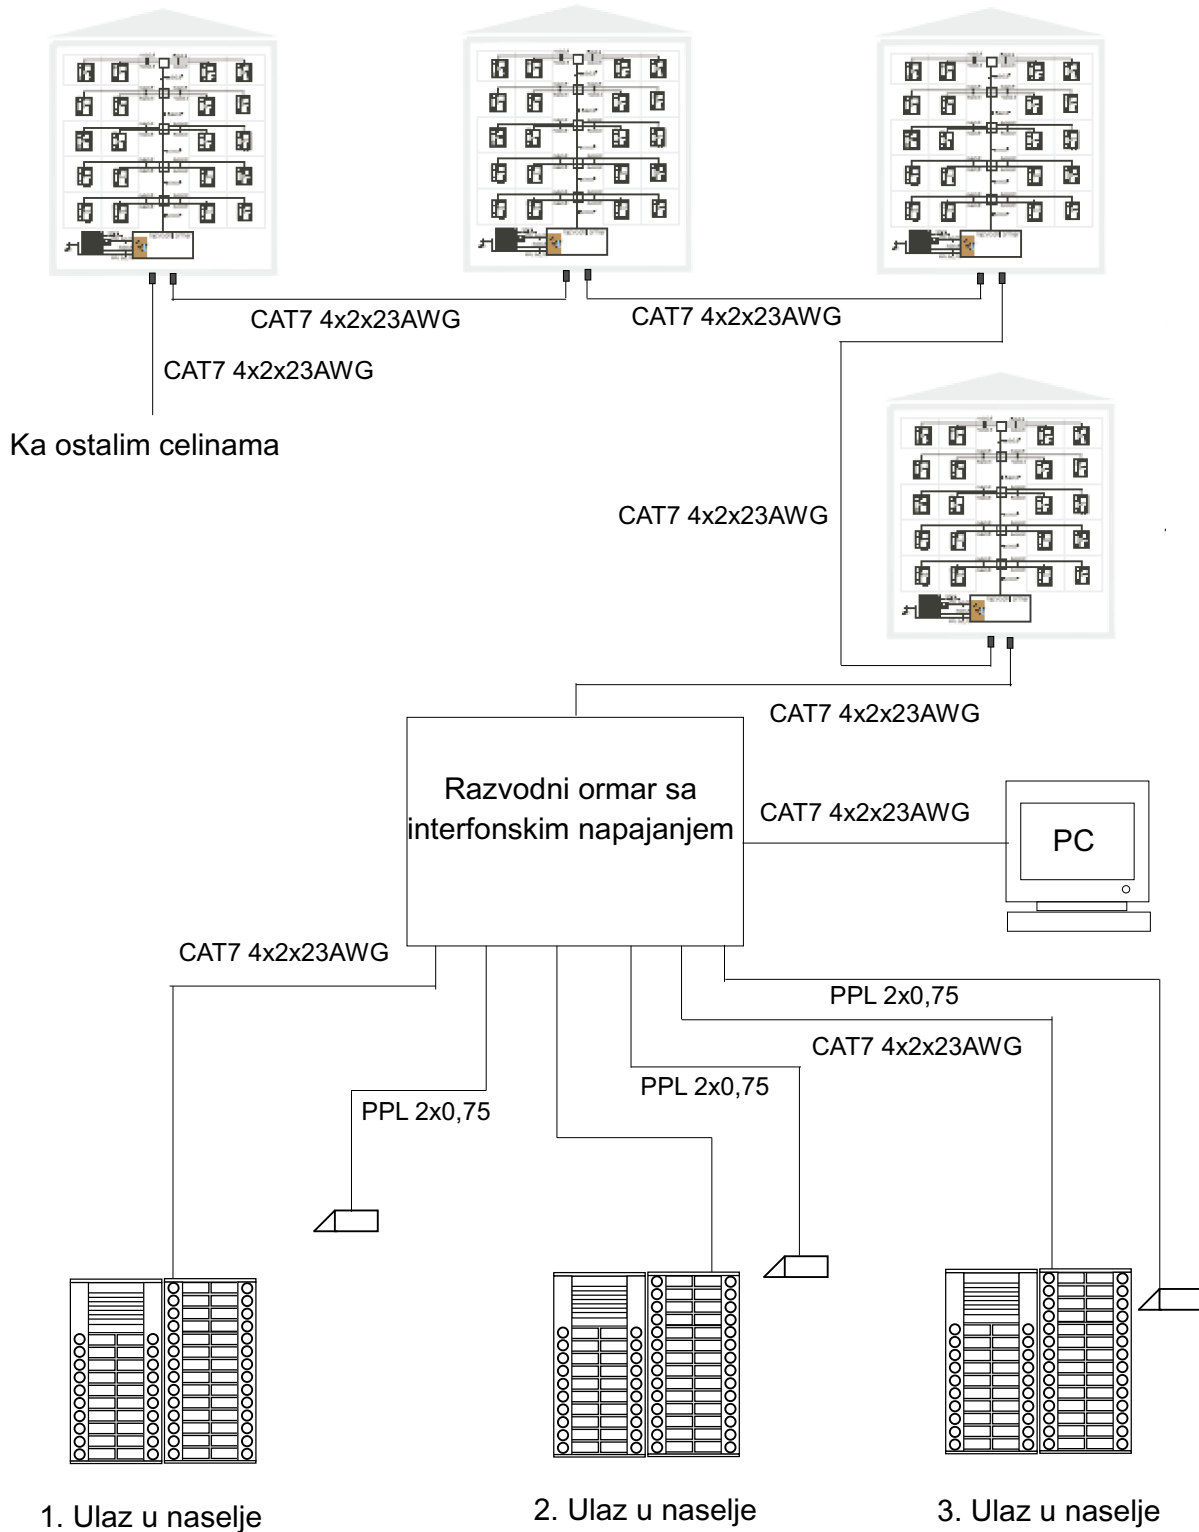 CAT7 4x2x23AWG
CAT7 4x2x23AWG
CAT7 4x2x23AWG
Ka ostalim celinama
CAT7 4x2x23AWG
CAT7 4x2x23AWG
Razvodni ormar sa
interfonskim napajanjem
CAT7 4x2x23AWG
PC
CAT7 4x2x23AWG
PPL 2x0,75
CAT7 4x2x23AWG
PPL 2x0,75
PPL 2x0,75
1. Ulaz u naselje
2. Ulaz u naselje
3. Ulaz u naselje